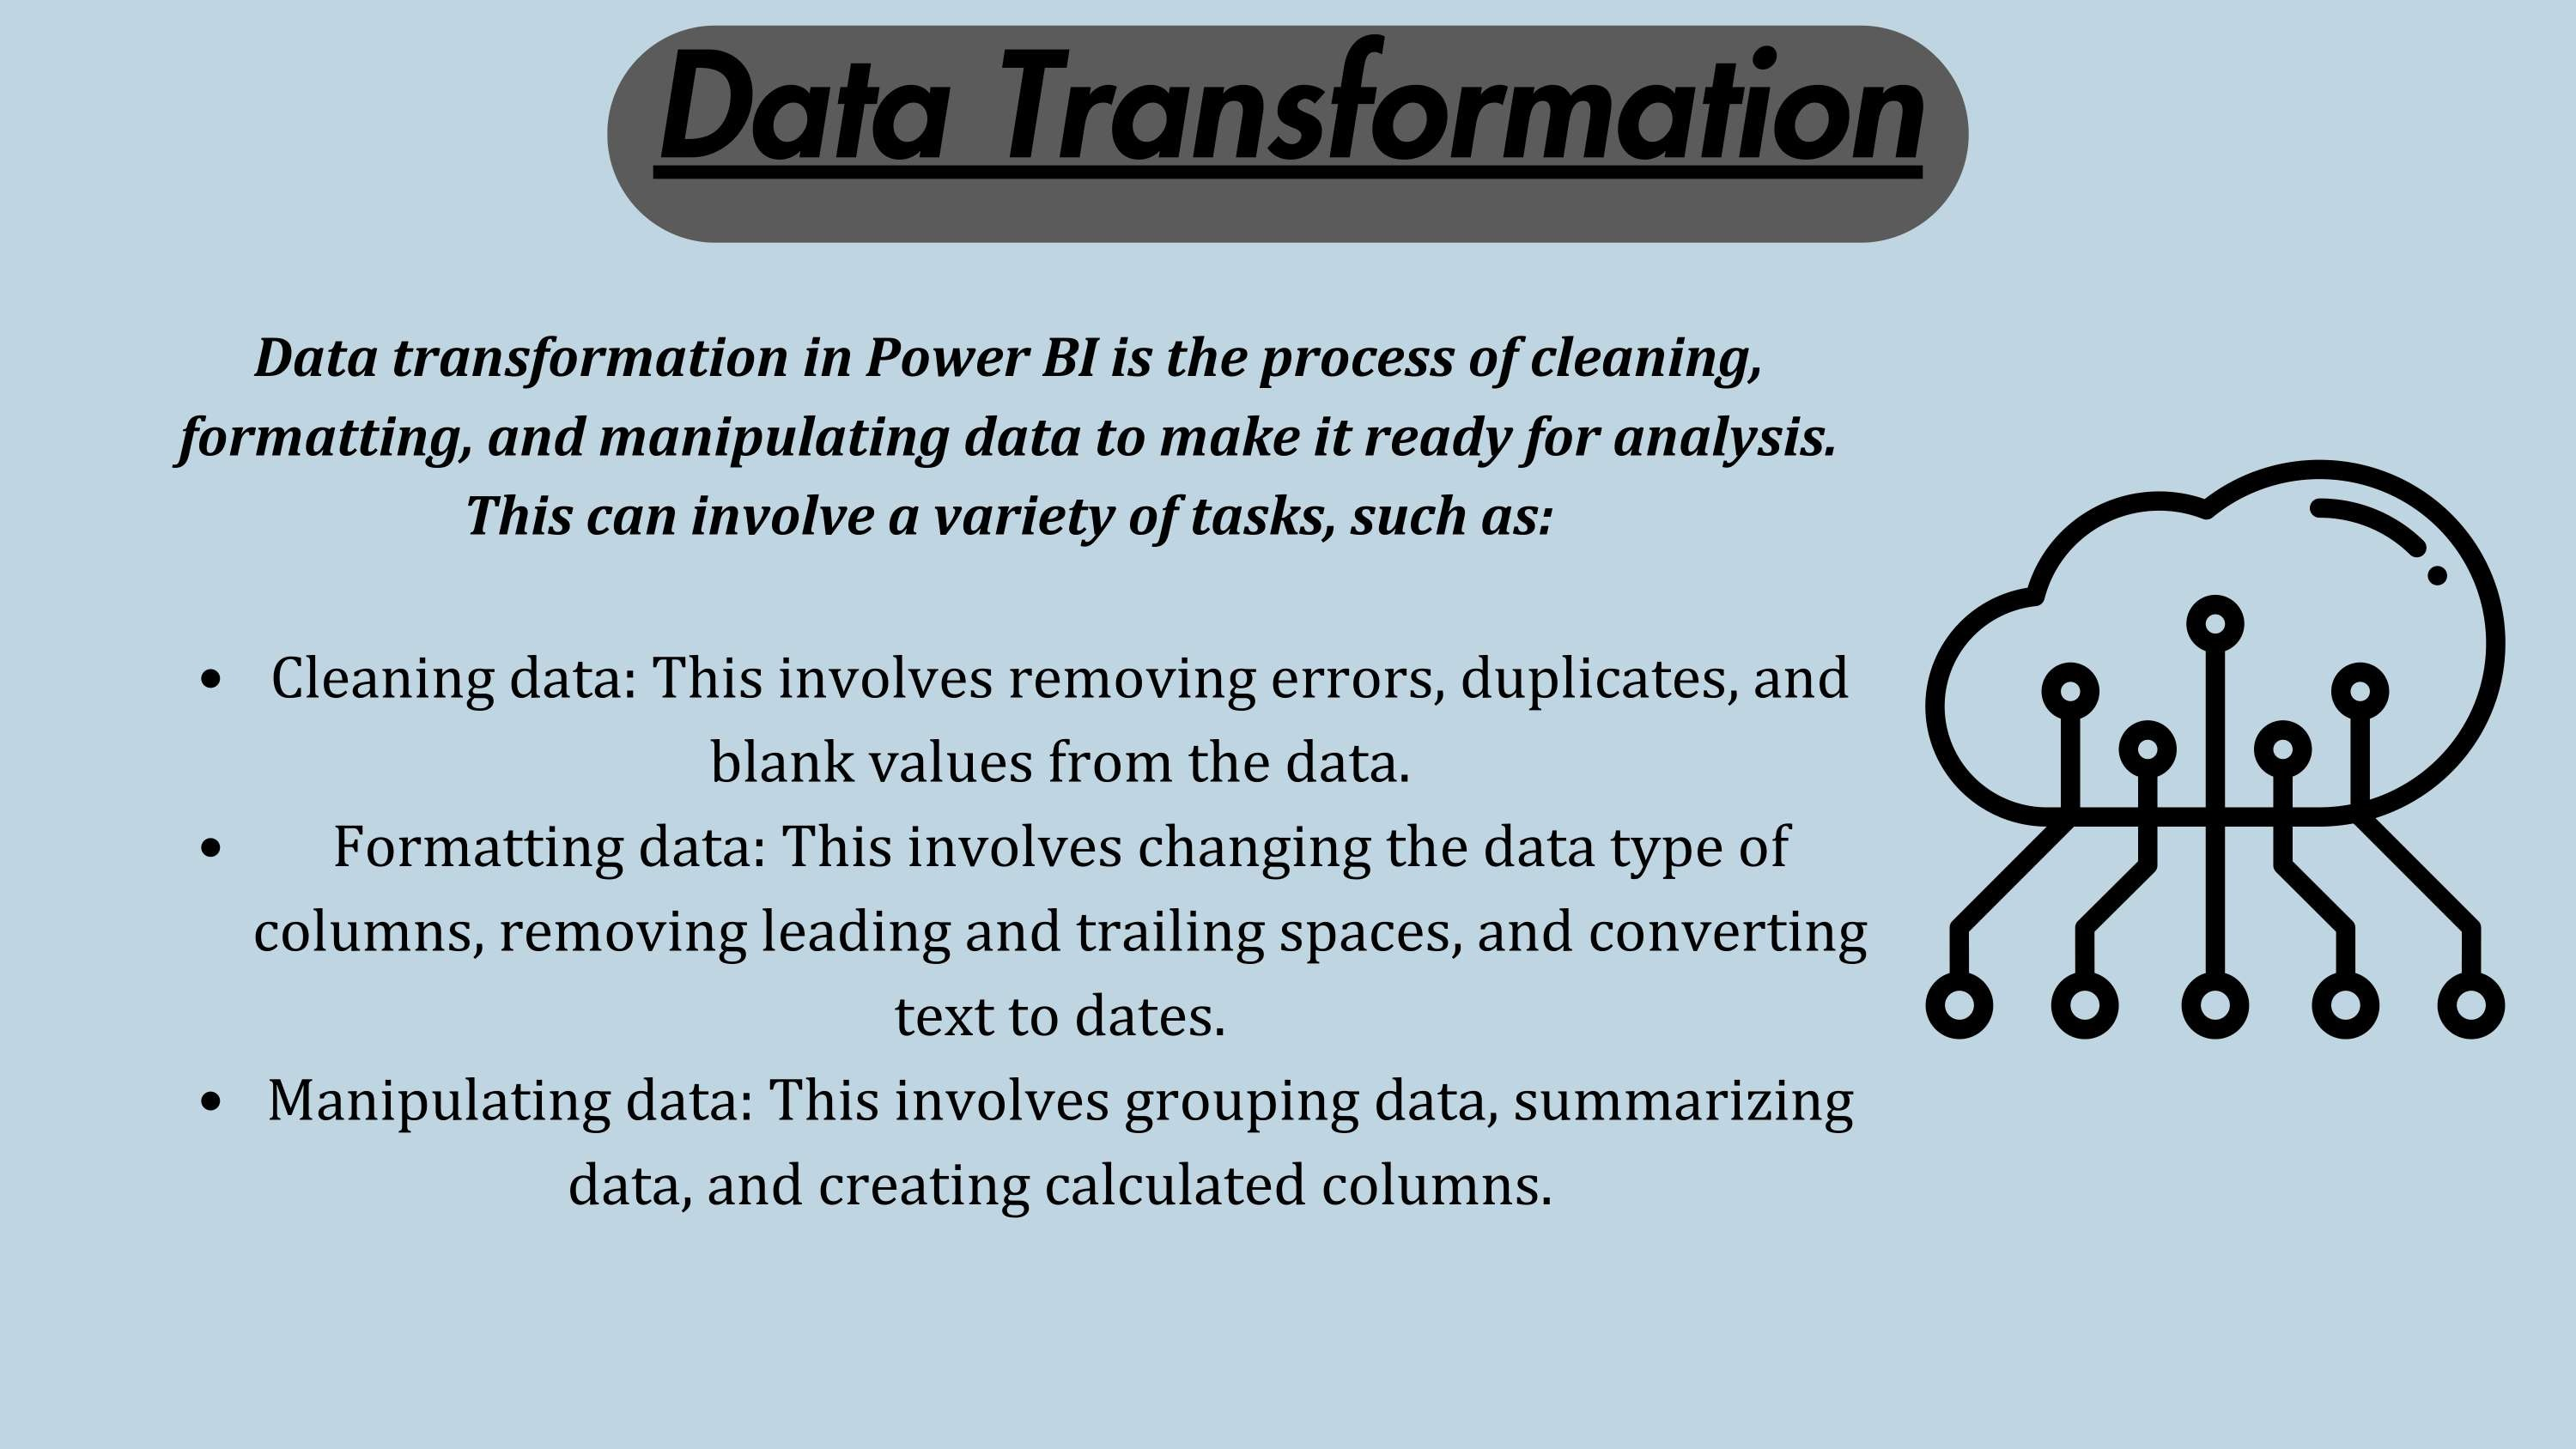 Data Transformation
Data transformation in Power BI is the process of cleaning,
formatting, and manipulating data to make it ready for analysis.
This can involve a variety of tasks, such as:
• Cleaning data: This involves removing errors, duplicates, and
blank values from the data.
• Formatting data: This involves changing the data type of
columns, removing leading and trailing spaces, and converting
text to dates.
• Manipulating data: This involves grouping data, summarizing
data, and creating calculated columns.